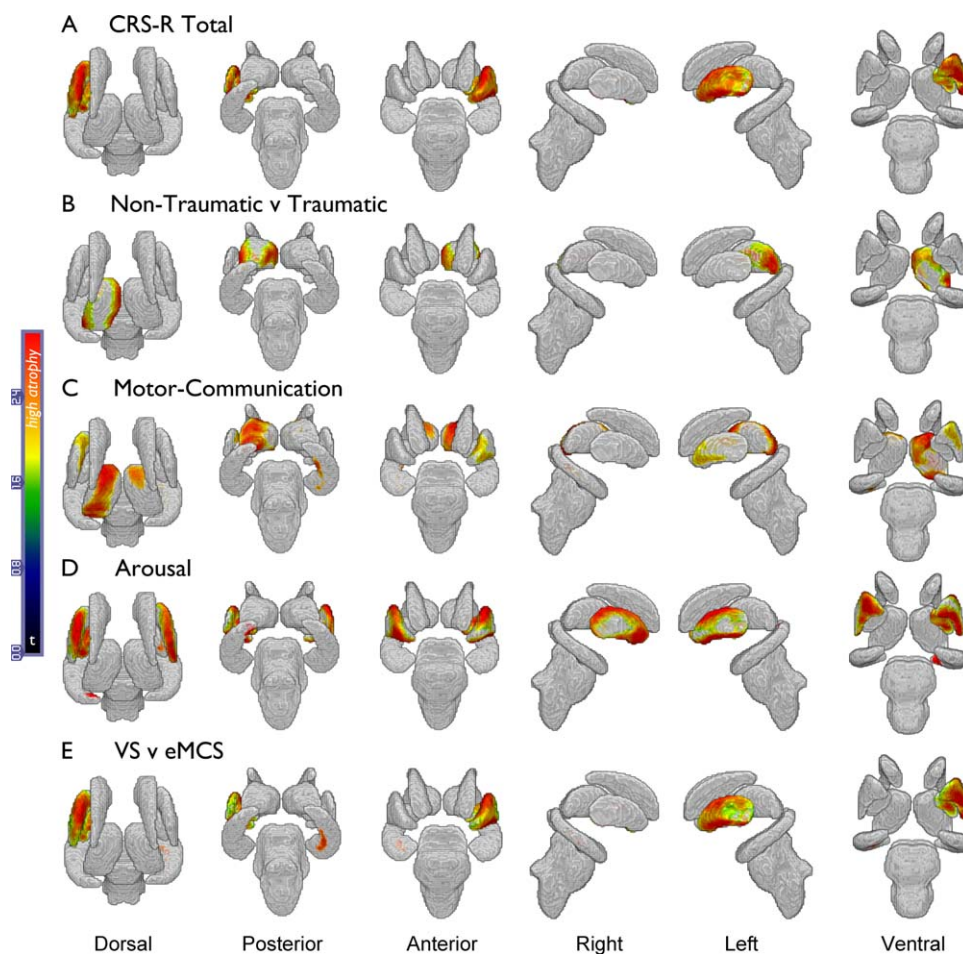 A CRS-R Total
B Non-Traumatic v Traumatic
C Motor-Communication
D Arousal
E VS v eMCS
high atrophy
2.4
1.6
0.8
0.0
t
Dorsal Posterior Anterior Right Left Ventral